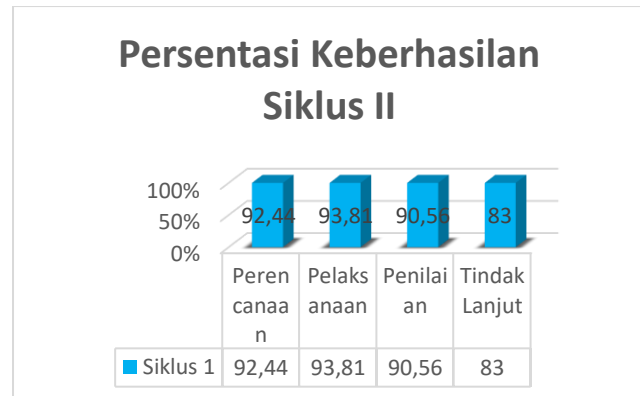 Persentasi Keberhasilan
Siklus II
100%
50%
0%
92,44 93,81 90,56 83
Peren Pelaks Penilai Tindak
canaa anaan an Lanjut
n
Siklus 1 92,44 93,81 90,56 83